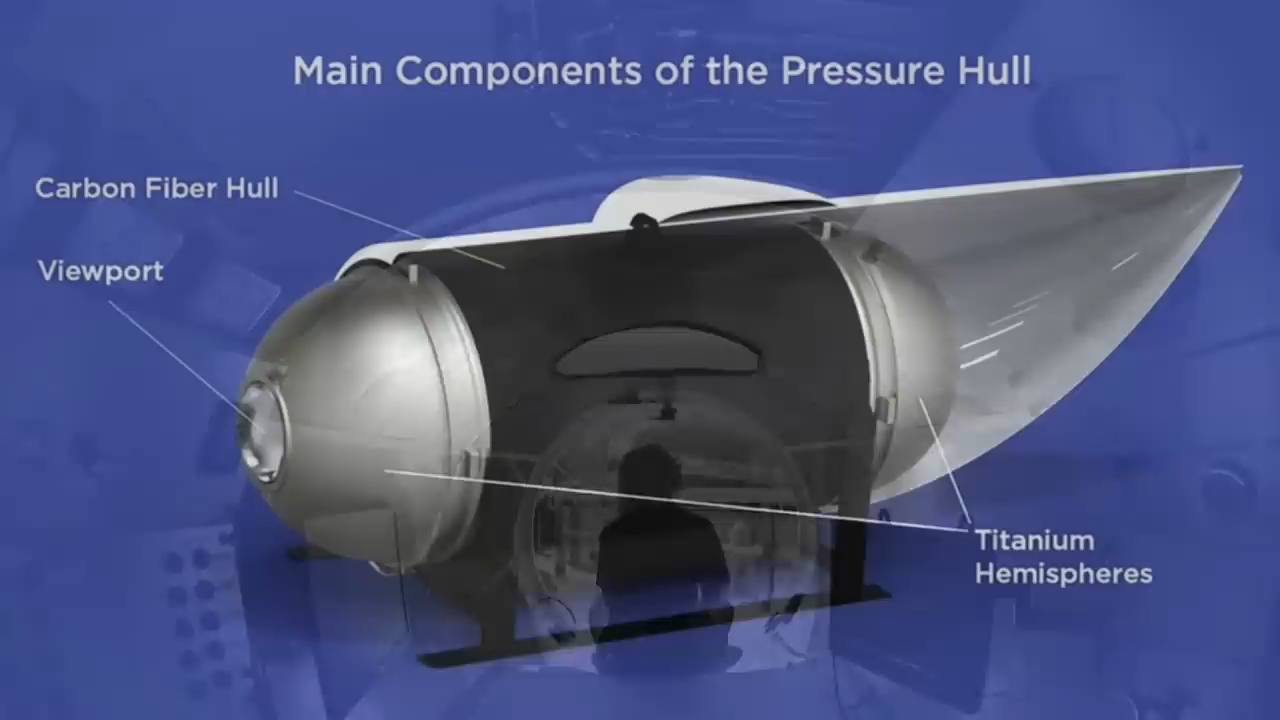 Main Components of the Pressure Hull
Carbon Fiber Hull
Viewport
Titanium
Hemispheres